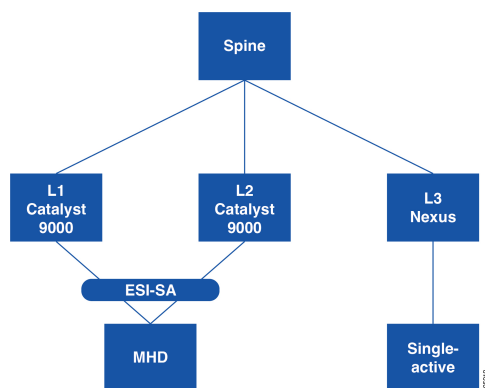 Spine
L1
Catalyst
9000
L2
Catalyst
9000
L3
Nexus
ESI-SA
MHD
Single-
active